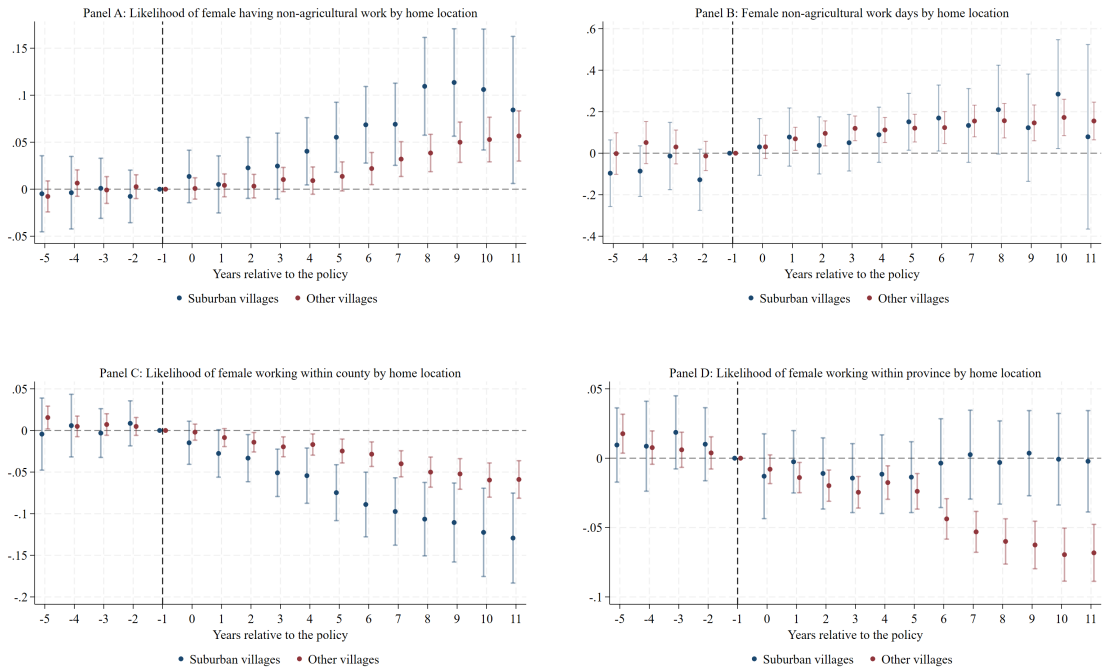 Panel A: Likelihood of female having non-agricultural work by home location
.15
.1
.05
0
-.05
-5 -4 -3 -2 -1 0 1 2 3 4 5 6 7 8 9 10 11
Years relative to the policy
Suburban villages Other villages
Panel B: Female non-agricultural work days by home location
.6
.4
.2
0
-.2
-.4
-5 -4 -3 -2 -1 0 1 2 3 4 5 6 7 8 9 10 11
Years relative to the policy
Suburban villages Other villages
Panel C: Likelihood of female working within county by home location
.05
0
-.05
-.1
-.15
-.2
-5 -4 -3 -2 -1 0 1 2 3 4 5 6 7 8 9 10 11
Years relative to the policy
Suburban villages Other villages
Panel D: Likelihood of female working within province by home location
.05
0
-.05
-.1
-5 -4 -3 -2 -1 0 1 2 3 4 5 6 7 8 9 10 11
Years relative to the policy
Suburban villages Other villages